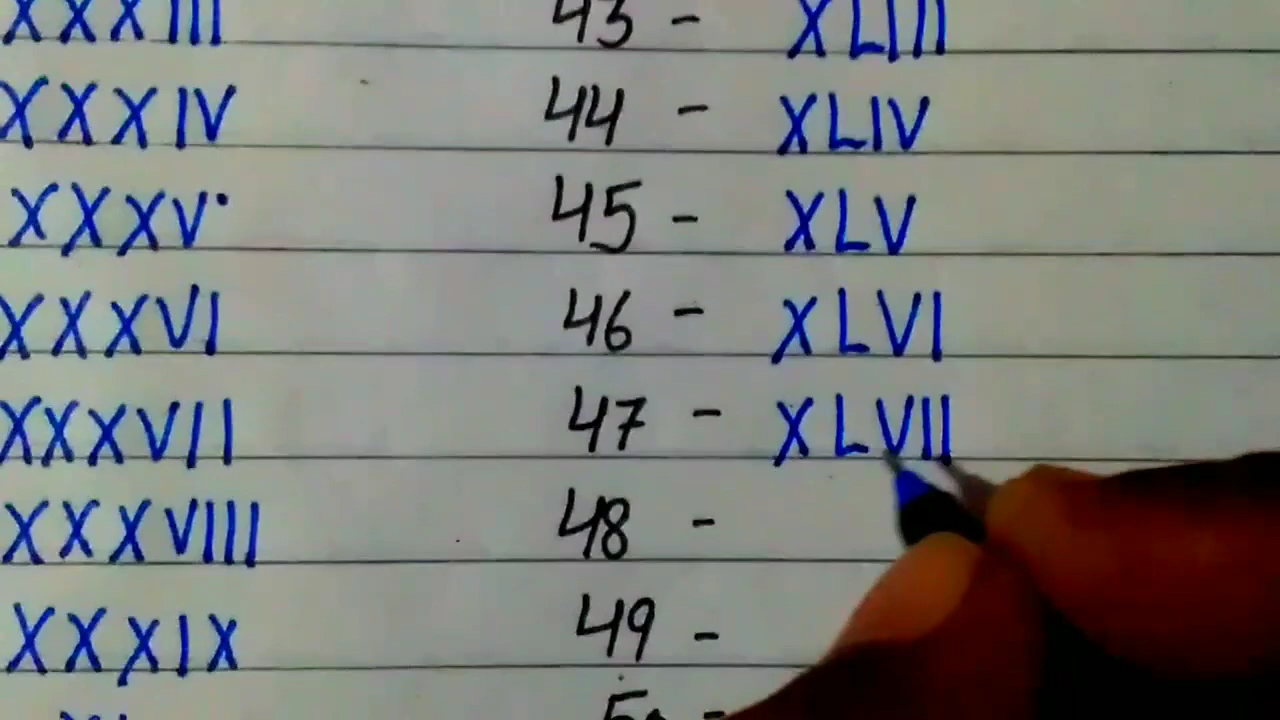 XXXIII 43 - XLIII
XXXIV 44 - XLIV
XXXV. 45 - XLV
XXXVI 46 - XLVI
XXXVII 47 - XLVII
XXXVIII 48 -
XXXIX 49 -
50 -